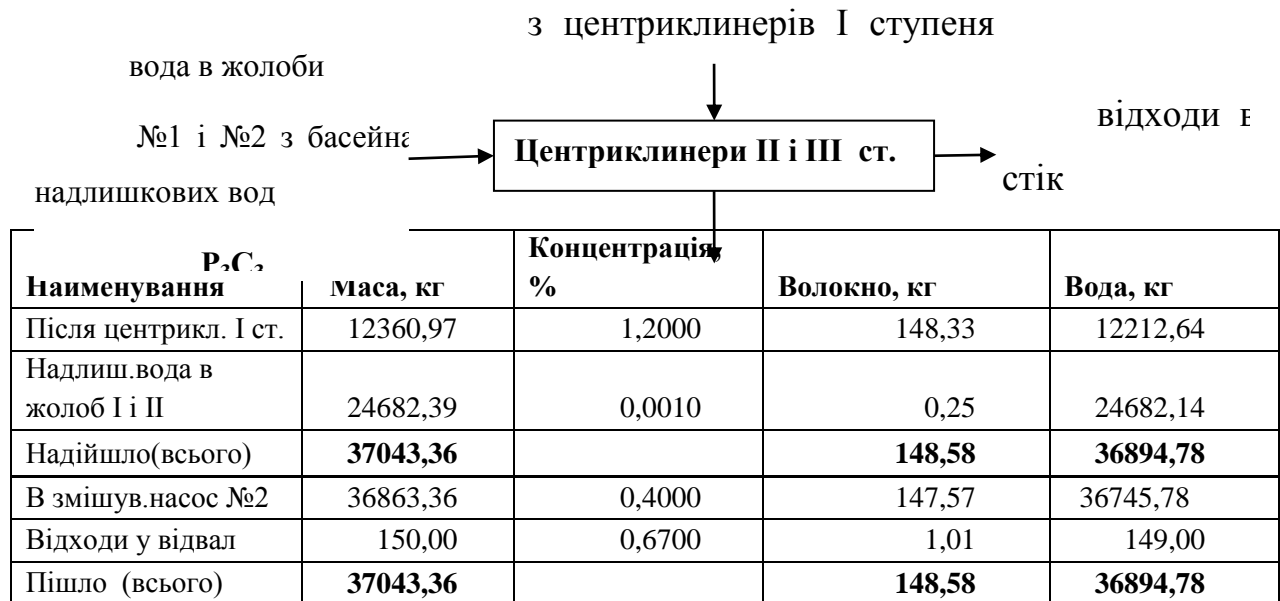 з центриклинерів І ступеня
вода в жолоби
№1 і №2 з басейна
надлишкових вод
Центриклинери ІІ і ІІІ ст.
відходи в
стік
Р₃С₃
Наименування Маса, кг Концентрація, % Волокно, кг Вода, кг
Після центрикл. І ст. 12360,97 1,2000 148,33 12212,64
Надлиш.вода в
жолоб І і ІІ 24682,39 0,0010 0,25 24682,14
Надійшло(всього) 37043,36 148,58 36894,78
В змішув.насос №2 36863,36 0,4000 147,57 36745,78
Відходи у відвал 150,00 0,6700 1,01 149,00
Пішло (всього) 37043,36 148,58 36894,78